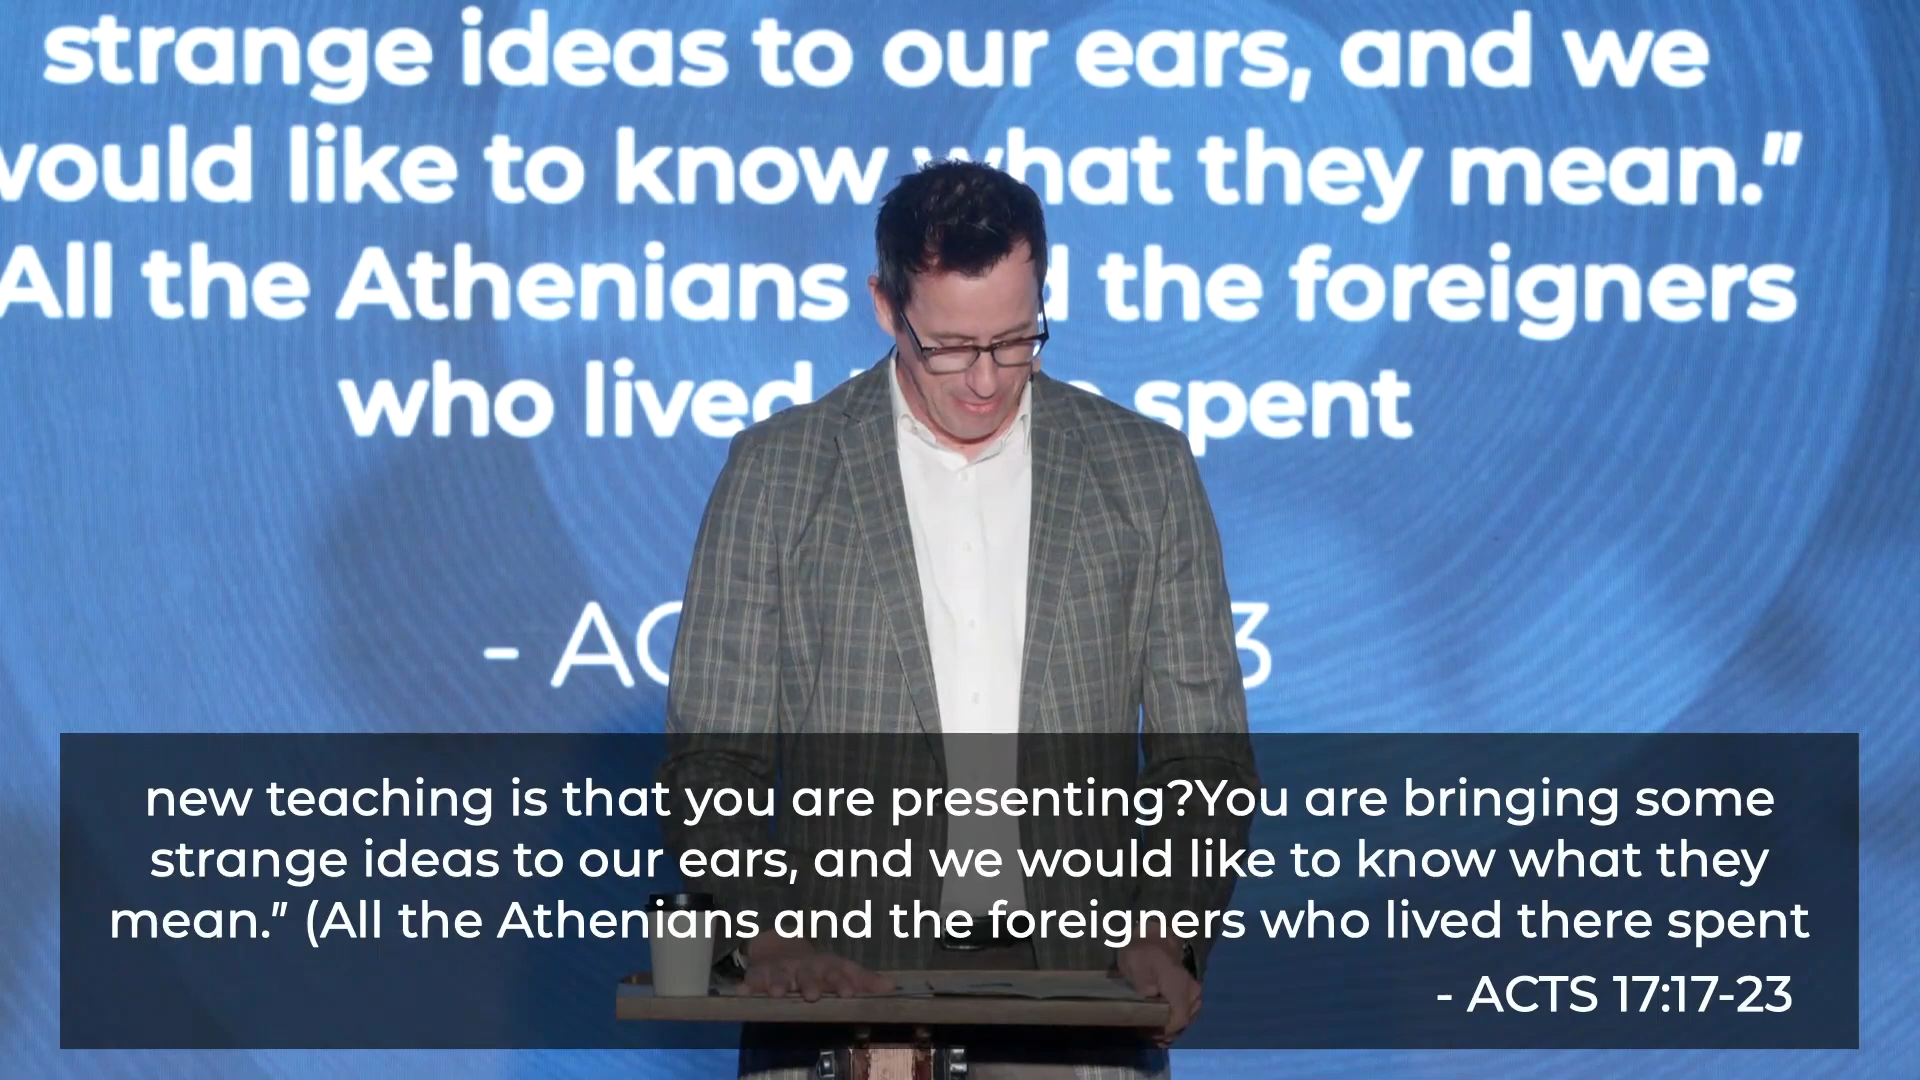 strange ideas to our ears, and we
would like to know what they mean.”
All the Athenians the foreigners
who lived spent
- 3
new teaching is that you are presenting?You are bringing some
strange ideas to our ears, and we would like to know what they
mean.” (All the Athenians and the foreigners who lived there spent
- ACTS 17:17-23